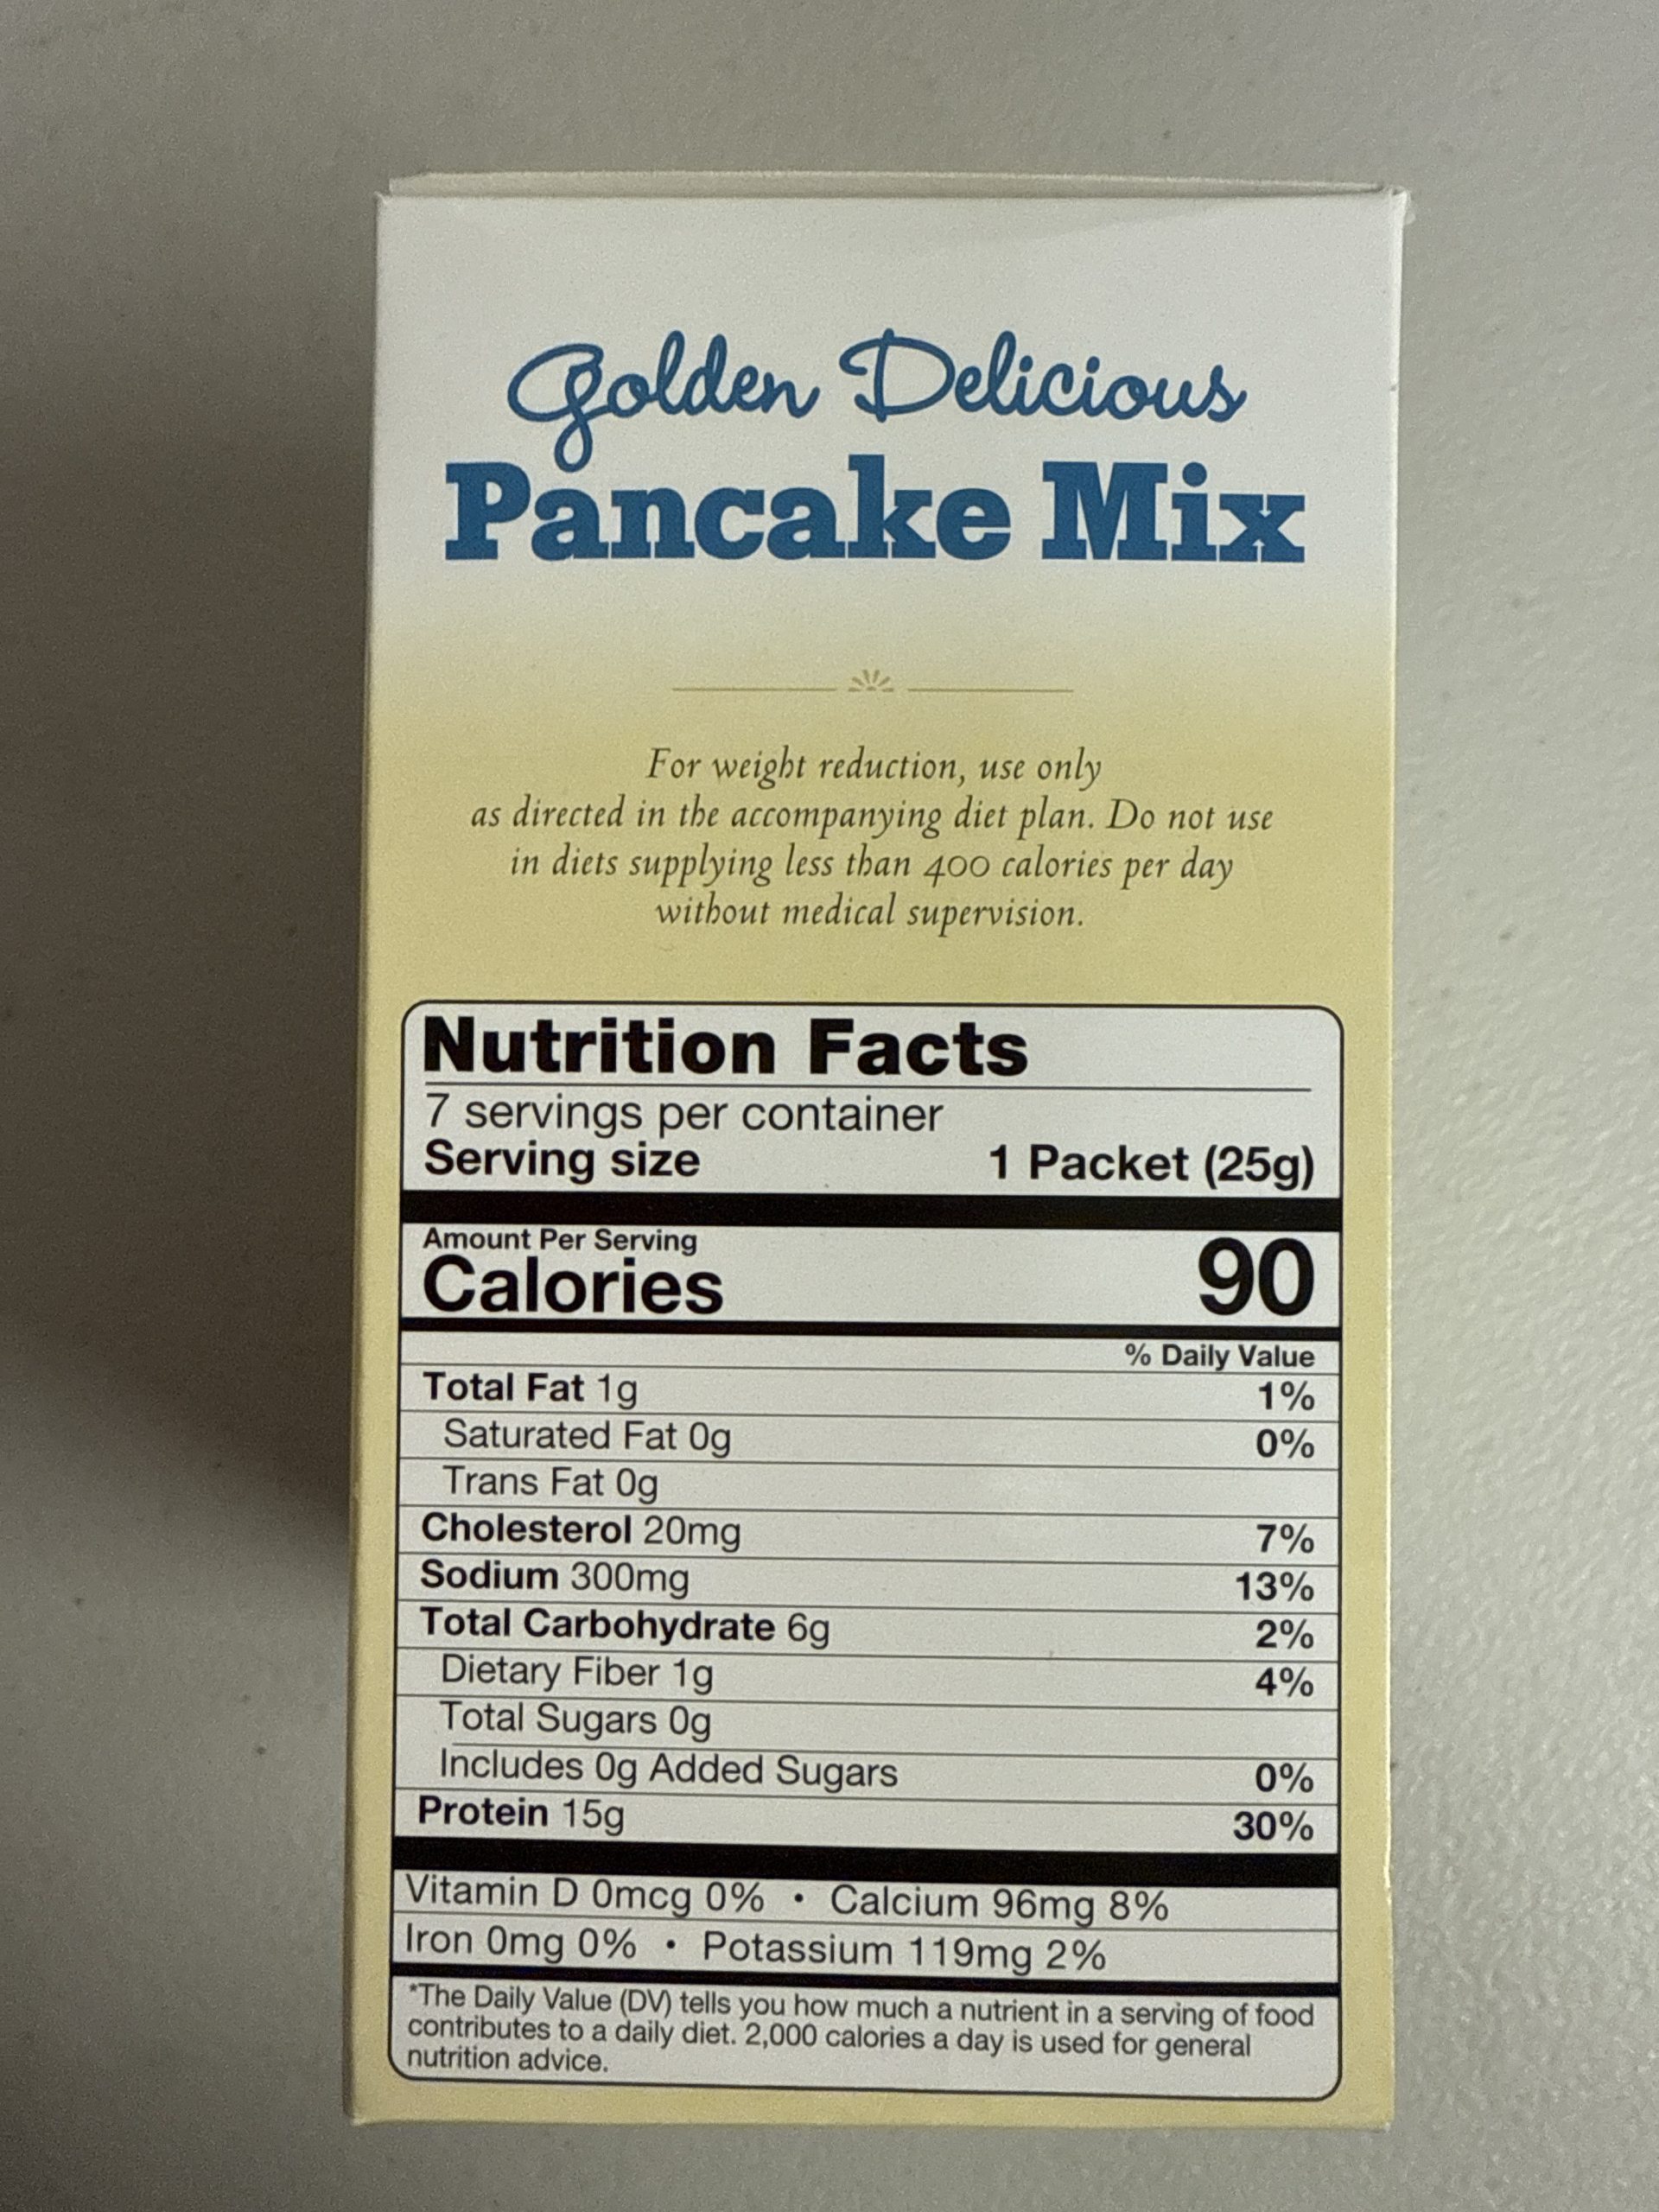 Golden Delicious
Pancake Mix
For weight reduction, use only
as directed in the accompanying diet plan. Do not use
in diets supplying less than 400 calories per day
without medical supervision.
Nutrition Facts
7 servings per container
Serving size 1 Packet (25g)
Amount Per Serving
Calories 90
% Daily Value
Total Fat 1g 1%
Saturated Fat 0g 0%
Trans Fat 0g
Cholesterol 20mg 7%
Sodium 300mg 13%
Total Carbohydrate 6g 2%
Dietary Fiber 1g 4%
Total Sugars 0g
Includes 0g Added Sugars 0%
Protein 15g 30%
Vitamin D 0mcg 0% • Calcium 96mg 8%
Iron 0mg 0% • Potassium 119mg 2%
*The Daily Value (DV) tells you how much a nutrient in a serving of food
contributes to a daily diet. 2,000 calories a day is used for general
nutrition advice.